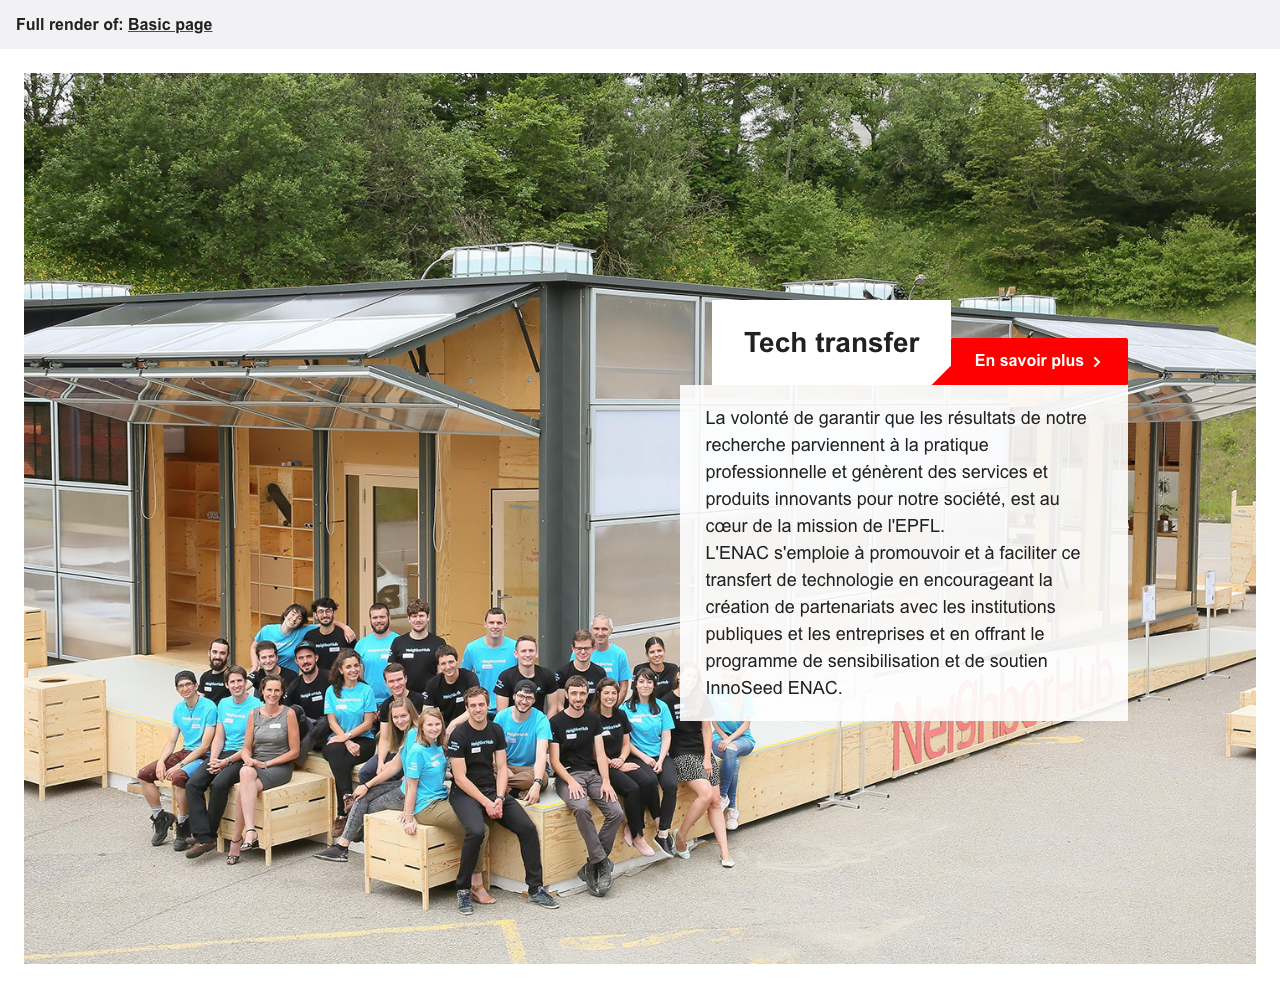 Full render of: Basic page
Tech transfer
En savoir plus
La volonté de garantir que les résultats de notre
recherche parviennent à la pratique
professionnelle et génèrent des services et
produits innovants pour notre société, est au
cœur de la mission de l'EPFL.
L'ENAC s'emploie à promouvoir et à faciliter ce
transfert de technologie en encourageant la
création de partenariats avec les institutions
publiques et les entreprises et en offrant le
programme de sensibilisation et de soutien
InnoSeed ENAC.
NeighborHub